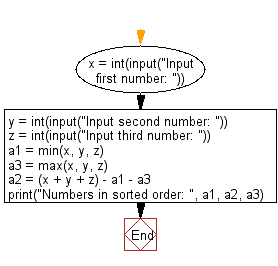 x = int(input("Input
first number: "))
y = int(input("Input second number: "))
z = int(input("Input third number: "))
a1 = min(x, y, z)
a3 = max(x, y, z)
a2 = (x + y + z) - a1 - a3
print("Numbers in sorted order: ", a1, a2, a3)
End